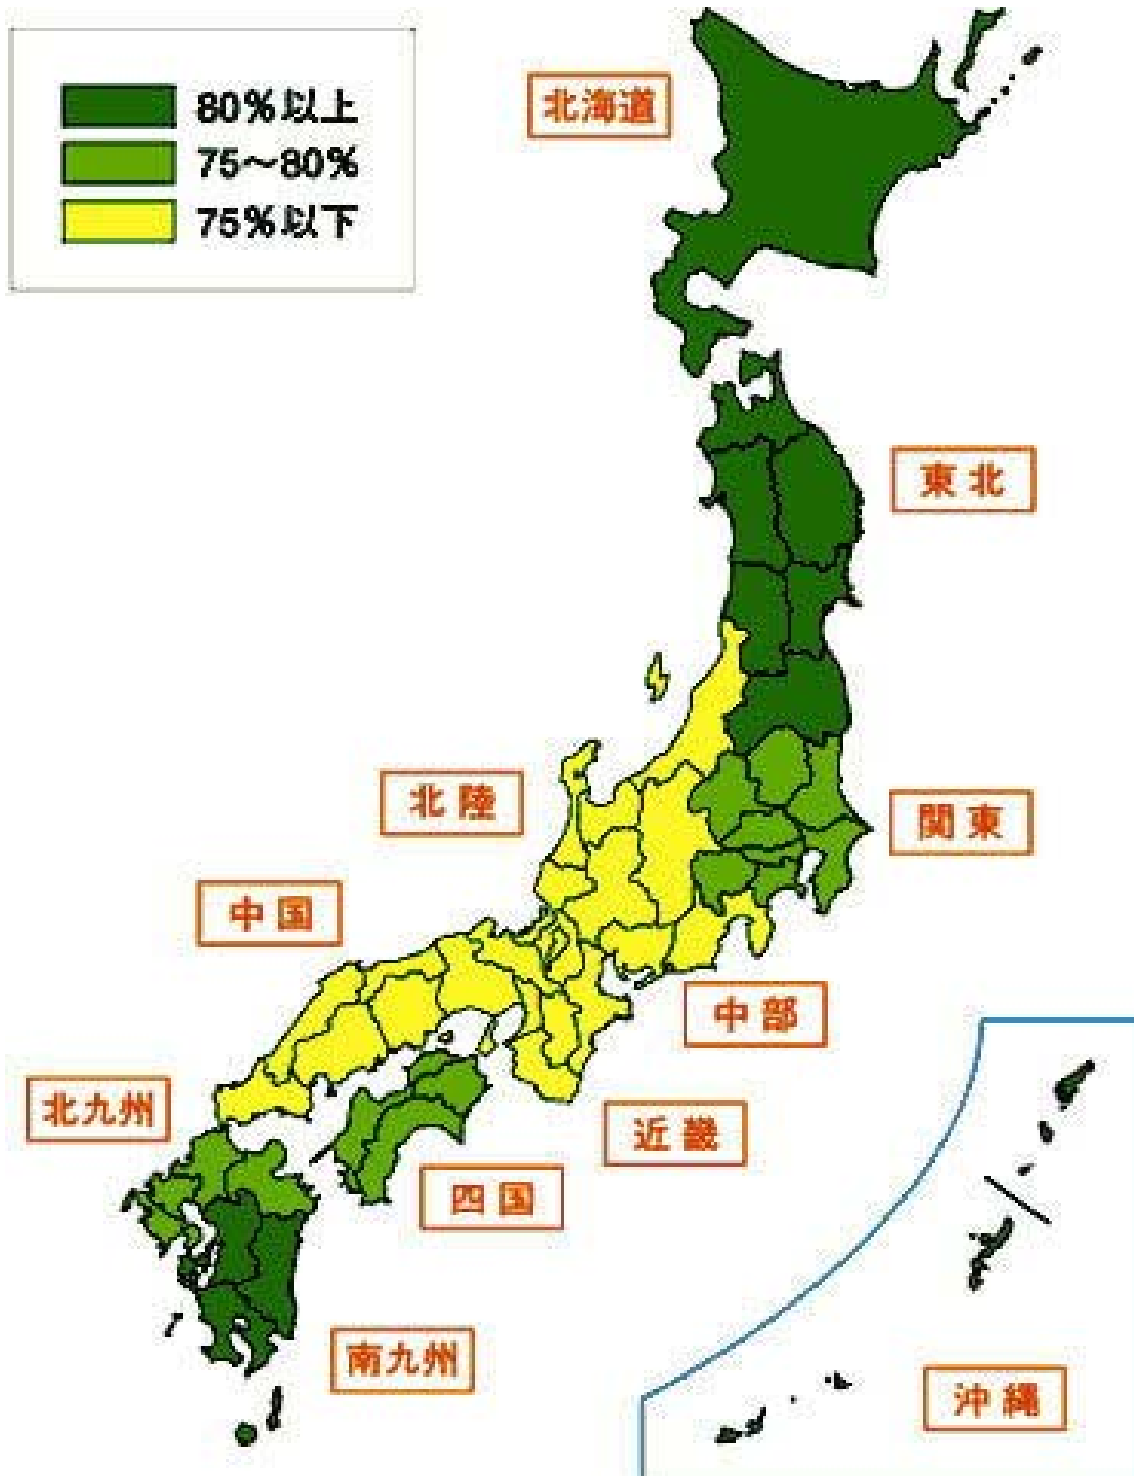 80%以上
75～80%
75%以下
北海道
東北
北陸
関東
中国
中部
北九州
近畿
四国
南九州
沖縄